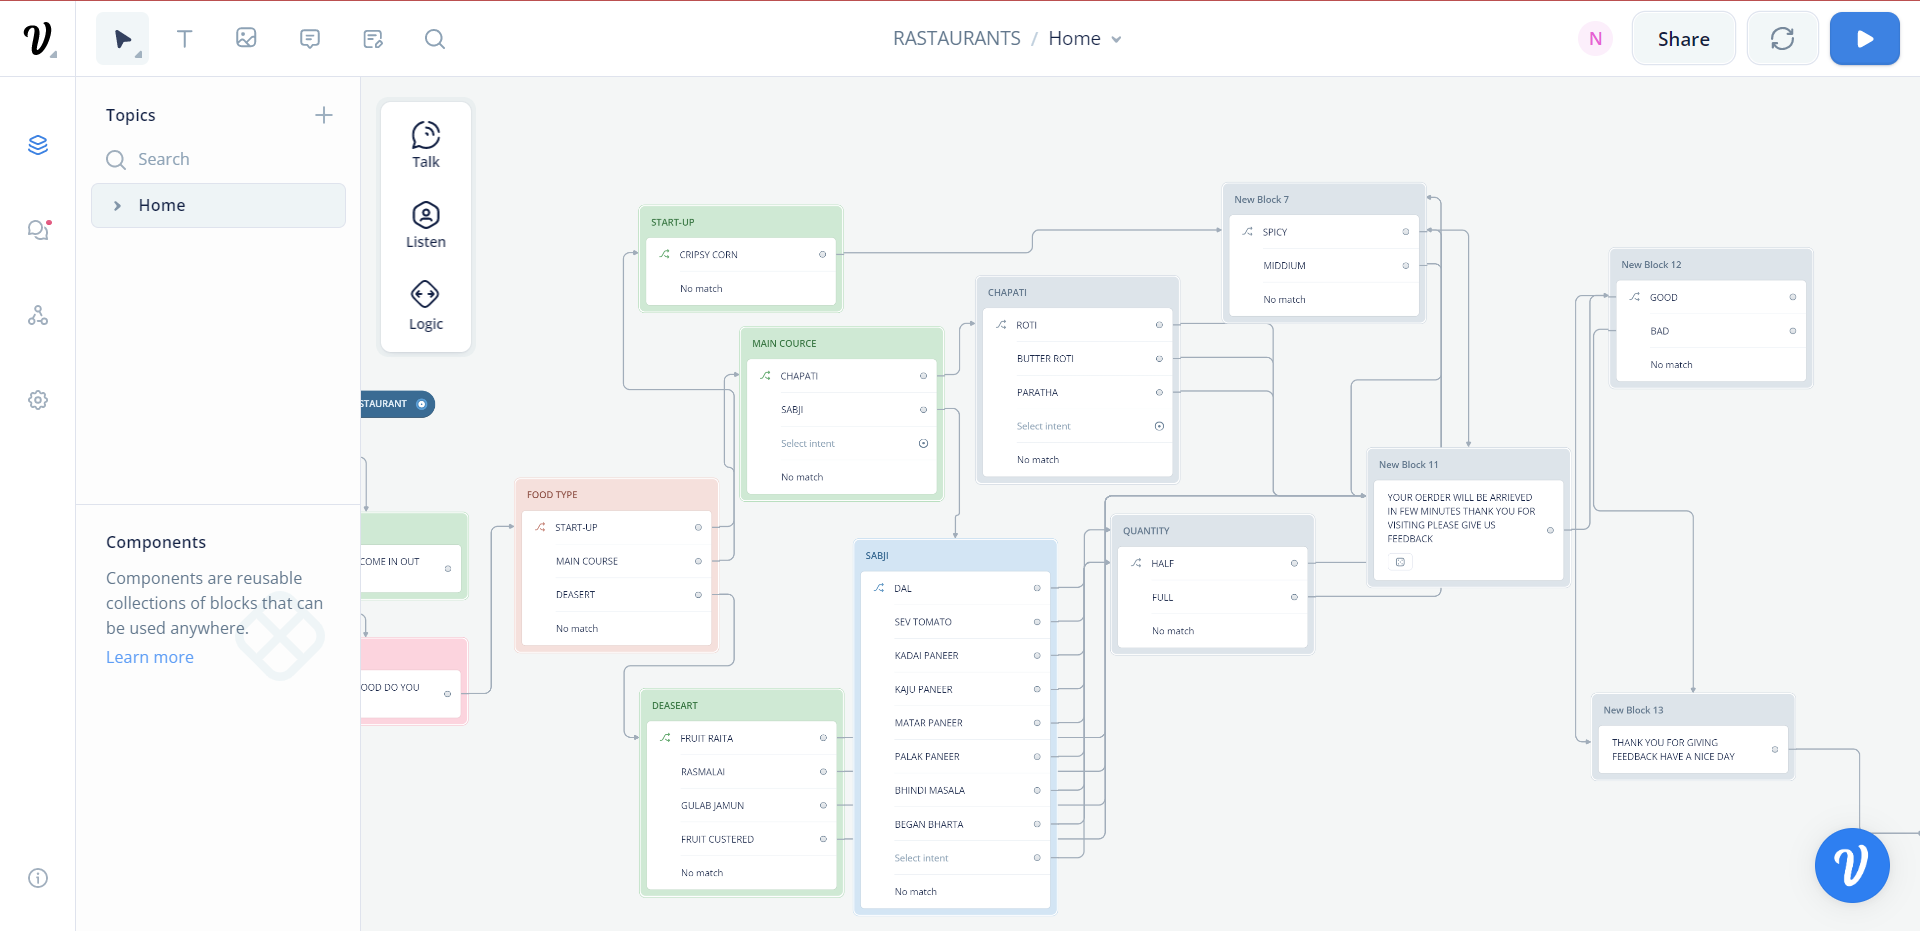 RASTAURANTS / Home
N
Share
Topics
Search
Home
Components
Components are reusable
collections of blocks that can
be used anywhere.
Learn more
Talk
Listen
Logic
STAURANT
COME IN OUT
OOD DO YOU
START-UP
CRIPSY CORN
No match
MAIN COURCE
CHAPATI
SABJI
Select intent
No match
FOOD TYPE
START-UP
MAIN COURSE
DEASERT
No match
DEASEART
FRUIT RAITA
RASMALAI
GULAB JAMUN
FRUIT CUSTERED
No match
SABJI
DAL
SEV TOMATO
KADAI PANEER
KAJU PANEER
MATAR PANEER
PALAK PANEER
BHINDI MASALA
BEGAN BHARTA
Select intent
No match
CHAPATI
ROTI
BUTTER ROTI
PARATHA
Select intent
No match
QUANTITY
HALF
FULL
No match
New Block 7
SPICY
MIDDIUM
No match
New Block 11
YOUR OERDER WILL BE ARRIEVED
IN FEW MINUTES THANK YOU FOR
VISITING PLEASE GIVE US
FEEDBACK
New Block 12
GOOD
BAD
No match
New Block 13
THANK YOU FOR GIVING
FEEDBACK HAVE A NICE DAY